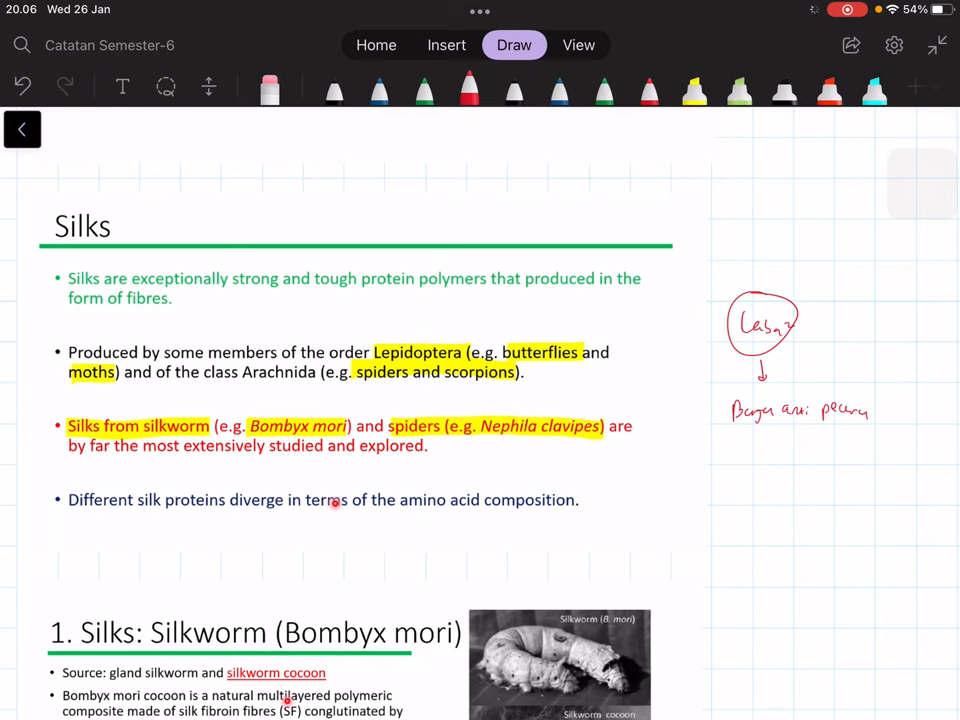 20.06 Wed 26 Jan
54%
Catatan Semester-6
Home Insert Draw View
Silks
• Silks are exceptionally strong and tough protein polymers that produced in the
form of fibres.
• Produced by some members of the order Lepidoptera (e.g. butterflies and
moths) and of the class Arachnida (e.g. spiders and scorpions).
• Silks from silkworm (e.g. Bombyx mori) and spiders (e.g. Nephila clavipes) are
by far the most extensively studied and explored.
• Different silk proteins diverge in terms of the amino acid composition.
Laba2
anti
1. Silks: Silkworm (Bombyx mori)
• Source: gland silkworm and silkworm cocoon
• Bombyx mori cocoon is a natural multilayered polymeric
composite made of silk fibroin fibres (SF) conglutinated by
Silkworm (B. mori)
Silkworm cocoon